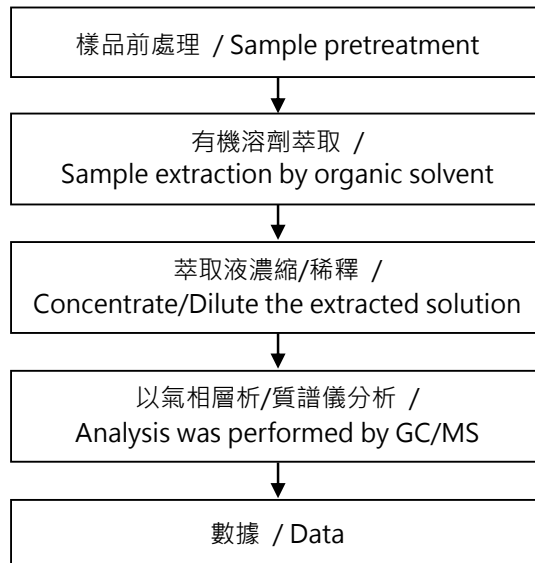 樣品前處理 / Sample pretreatment
有機溶劑萃取 /
Sample extraction by organic solvent
萃取液濃縮/稀釋 /
Concentrate/Dilute the extracted solution
以氣相層析/質譜儀分析 /
Analysis was performed by GC/MS
數據 / Data